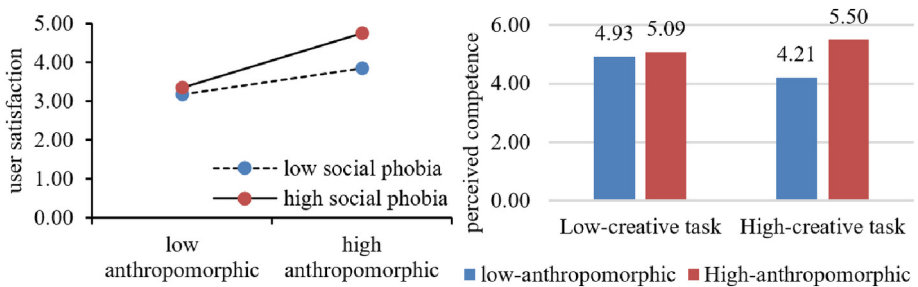 5.00
4.00
3.00
2.00
1.00
0.00
user satisfaction
low social phobia
high social phobia
low
anthropomorphic
high
anthropomorphic
6.00
4.00
2.00
0.00
perceived competence
4.93
5.09
4.21
5.50
Low-creative task
High-creative task
low-anthropomorphic
High-anthropomorphic